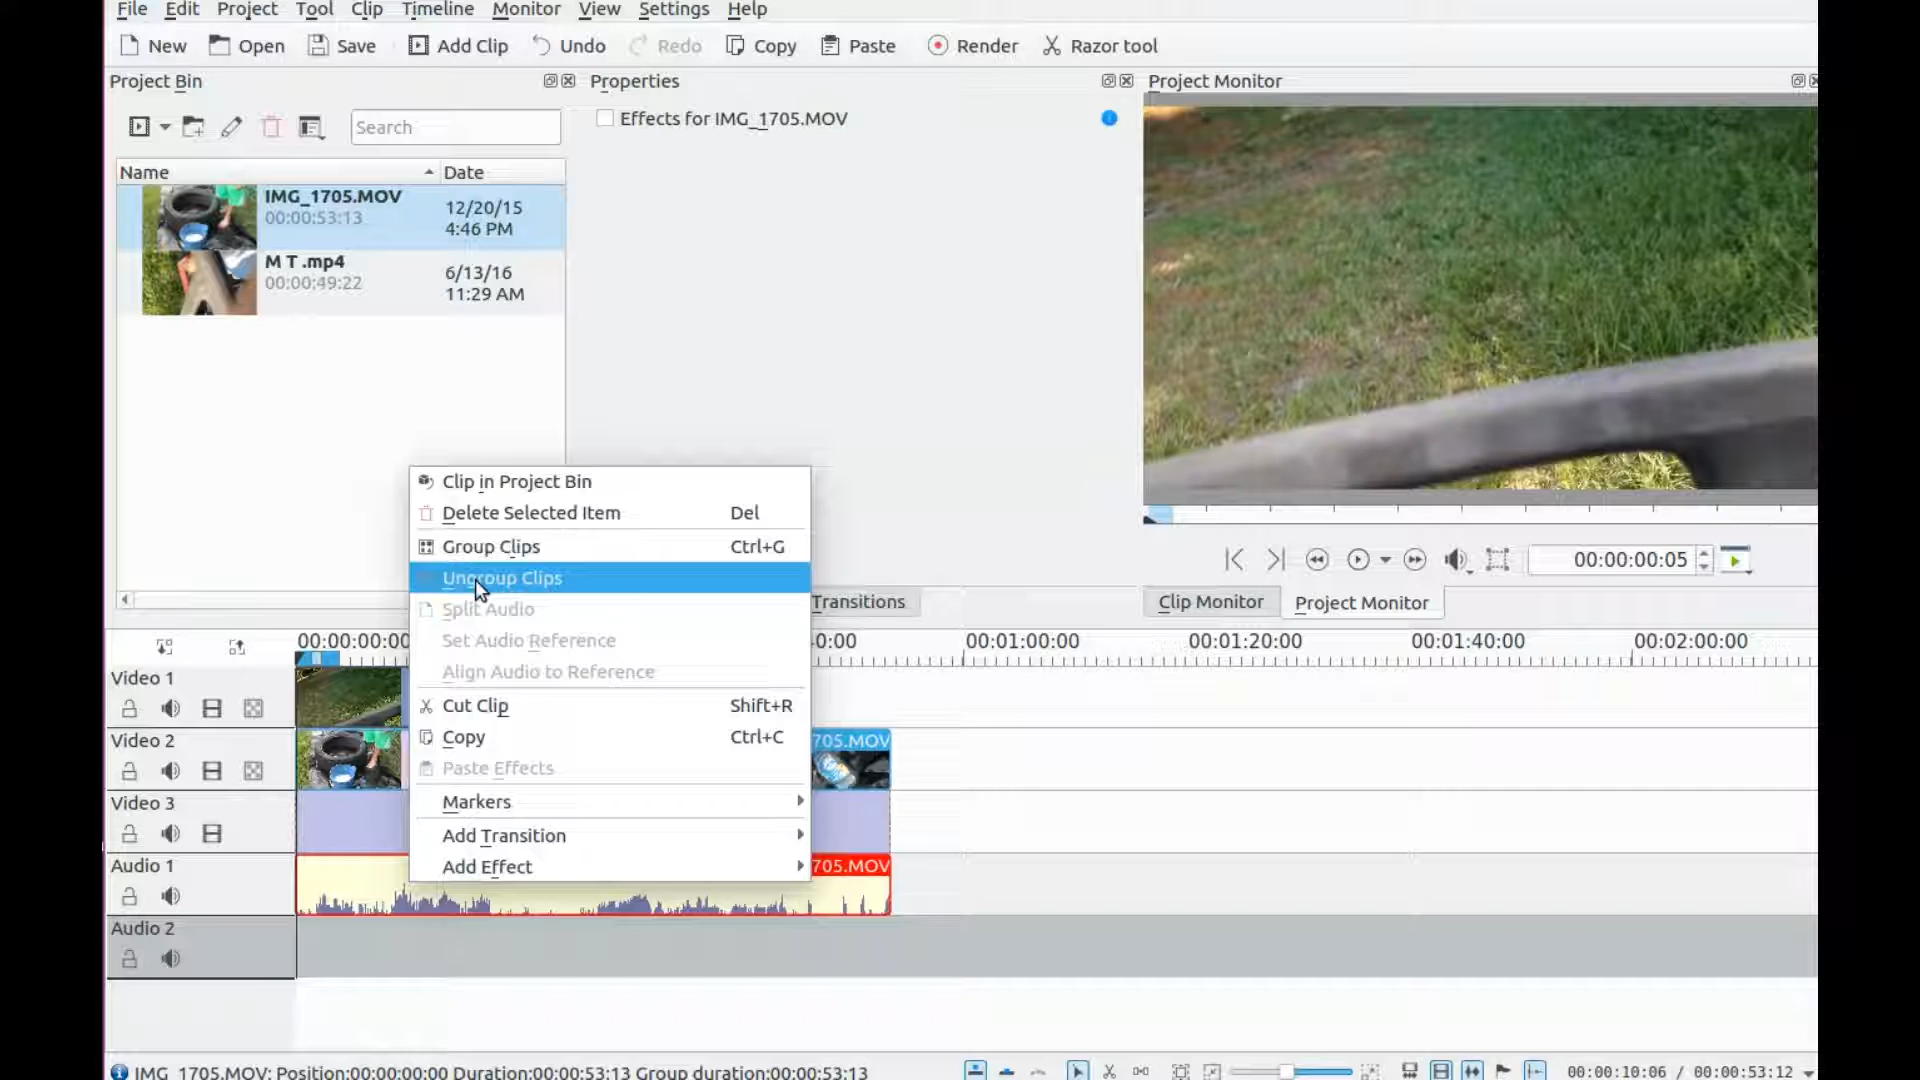 File Edit Project Tool Clip Timeline Monitor View Settings Help
New Open Save Add Clip Undo Redo Copy Paste Render Razor tool
Project Bin
Properties
Project Monitor
Search
Effects for IMG_1705.MOV
Name Date
IMG_1705.MOV
00:00:53:13
12/20/15
4:46 PM
M T .mp4
00:00:49:22
6/13/16
11:29 AM
Clip in Project Bin
Delete Selected Item Del
Group Clips Ctrl+G
Ungroup Clips
Split Audio
Set Audio Reference
Align Audio to Reference
Cut Clip Shift+R
Copy Ctrl+C
Paste Effects
Markers
Add Transition
Add Effect
00:00:00:05
Transitions
Clip Monitor Project Monitor
00:00:00:00 :0:00 00:01:00:00 00:01:20:00 00:01:40:00 00:02:00:00
Video 1
Video 2
705.MOV
Video 3
Audio 1
705.MOV
Audio 2
IMG_1705.MOV: Position:00:00:00:00 Duration:00:00:53:13 Group duration:00:00:53:13
00:00:10:06 / 00:00:53:12